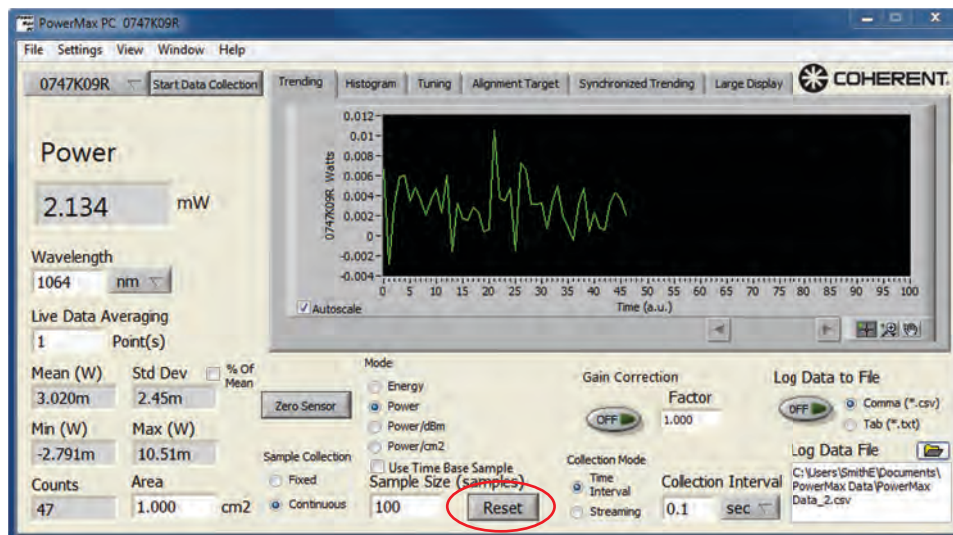 PowerMax PC 0747K09R
File Settings View Window Help
0747K09R Start Data Collection Trending Histogram Tuning Alignment Target Synchronized Trending Large Display COHERENT.
Power
2.134 mW
Wavelength
1064 nm
Live Data Averaging
1 Point(s)
Mean (W) Std Dev % Of Mean
3.020m 2.45m
Min (W) Max (W)
-2.791m 10.51m
Counts Area
47 1.000 cm2
0747K09R Watts
0.012
0.01
0.008
0.006
0.004
0.002
0
-0.002
-0.004
0 5 10 15 20 25 30 35 40 45 50 55 60 65 70 75 80 85 90 95 100
Time (a.u.)
Autoscale
Zero Sensor
Sample Collection
Fixed
Continuous
Mode
Energy
Power
Power/dBm
Power/cm2
Use Time Base Sample
Sample Size (samples)
100 Reset
Gain Correction
Factor
OFF 1.000
Collection Mode
Time Interval
Streaming
Collection Interval
0.1 sec
Log Data to File
OFF Comma (*.csv)
Tab (*.txt)
Log Data File
C:\Users\SmithE\Documents\
PowerMax Data\PowerMax
Data_2.csv